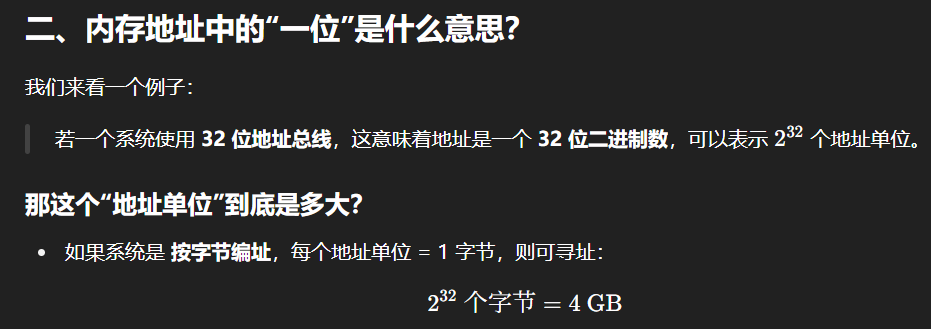 二、内存地址中的“一位”是什么意思？
我们来看一个例子：
若一个系统使用 32 位地址总线，这意味着地址是一个 32 位二进制数，可以表示 2³² 个地址单位。
那这个“地址单位”到底是多大？
• 如果系统是 按字节编址，每个地址单位 = 1 字节，则可寻址：
2³² 个字节 = 4 GB